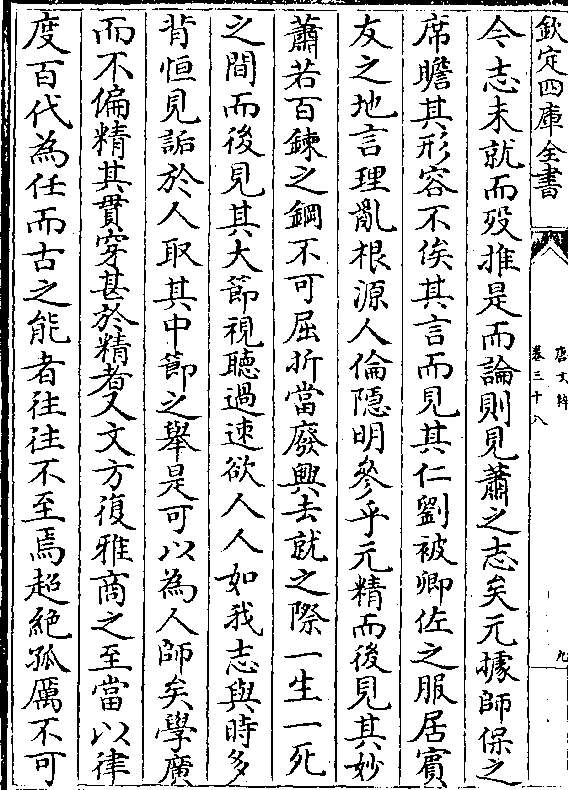 欽定四庫全書
唐文粹
卷三十八
九
今志未就而殁推是而論則見蕭之志矣元據師保之
席瞻其形容不俟其言而見其仁劉被卿佐之服居賓
友之地言理亂根源人倫隱明參乎元精而後見其妙
蕭若百鍊之鋼不可屈折當廢興去就之際一生一死
之間而後見其大節視聽過速欲人人如我志與時多
背恒見詬於人取其中節之舉是可以為人師矣學廣
而不偏精其貫穿甚於精者又文方復雅商之至當以律
度百代為任而古之能者往往不至焉超絶孤厲不可